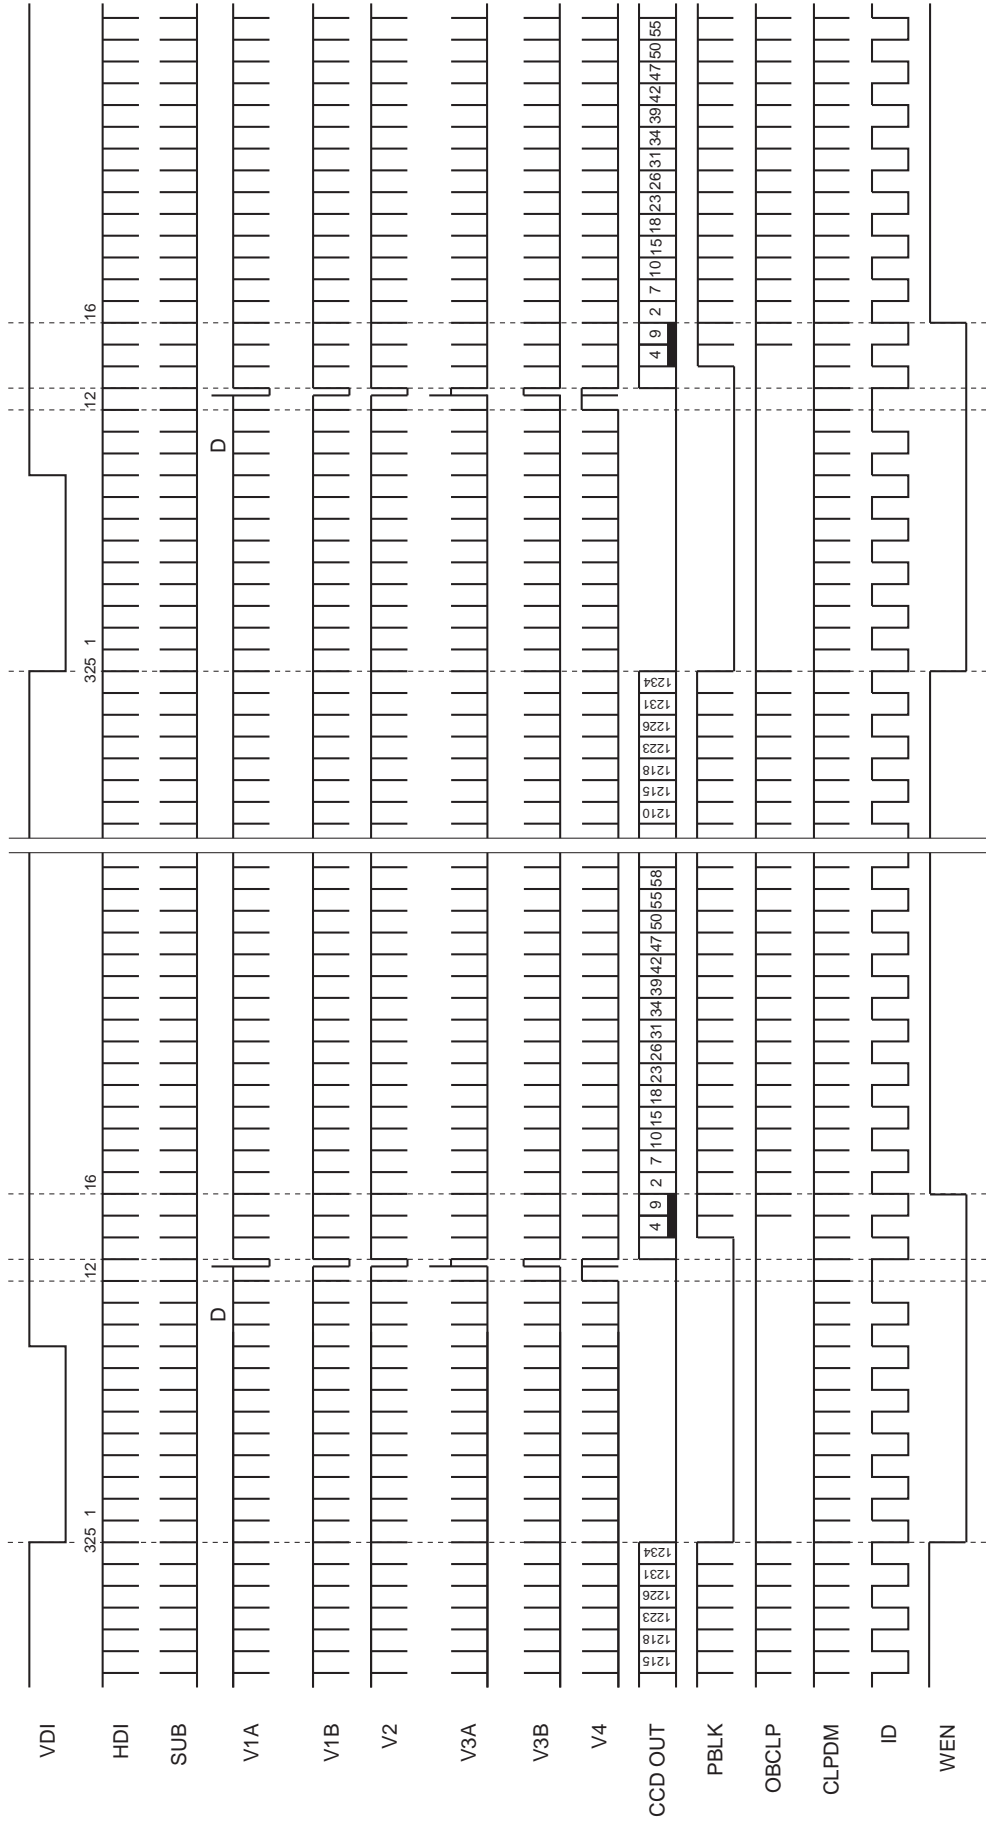 VDI
325 1 12 16 325 1 12 16
HDI
SUB
D D
V1A
V1B
V2
V3A
V3B
V4
CCD OUT 1215 1218 1223 1226 1231 1234 4 9 2 7 10 15 18 23 26 31 34 39 42 47 50 55 58 1210 1215 1218 1223 1226 1231 1234 4 9 2 7 10 15 18 23 26 31 34 39 42 47 50 55
PBLK
OBCLP
CLPDM
ID
WEN